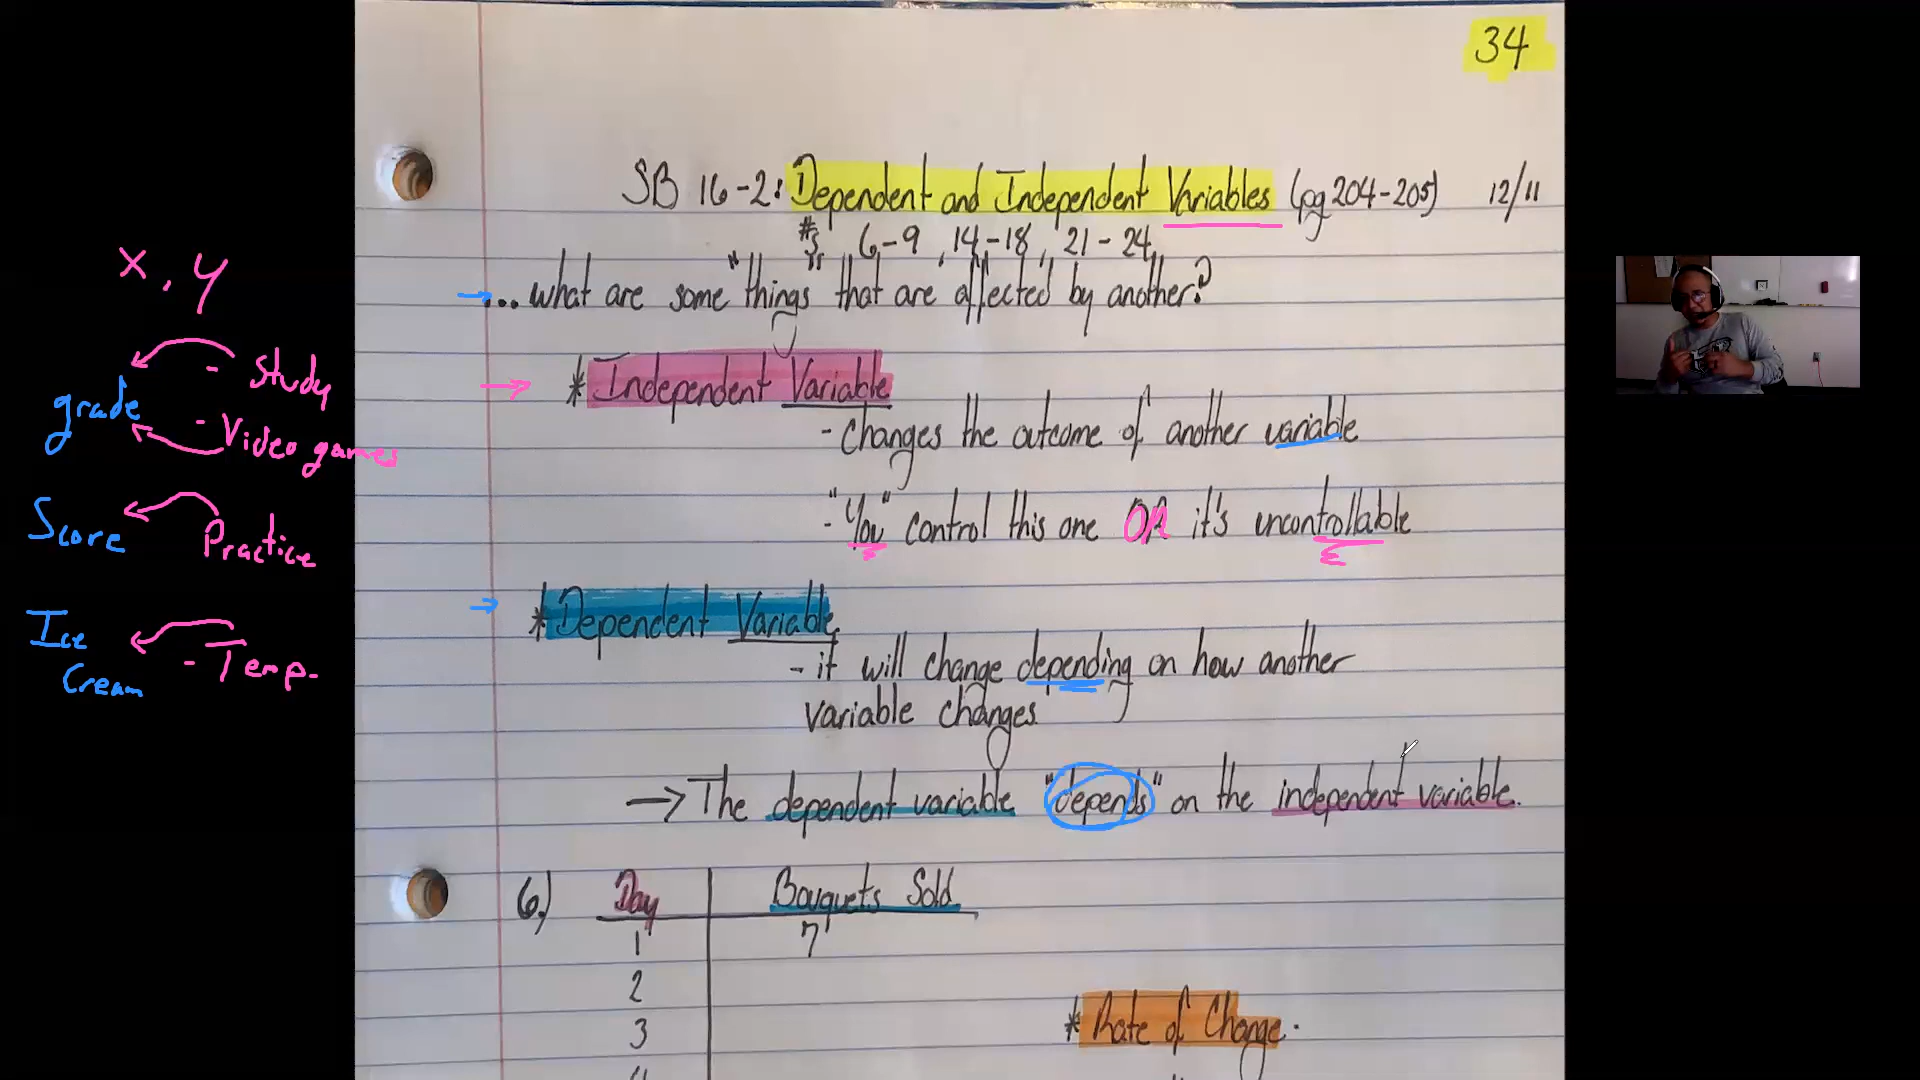 34
SB 16-2: Dependent and Independent Variables (pg 204-205) 12/11
#'s 6-9, 14-18, 21-24
...what are some "things" that are affected by another?
* Independent Variable
- changes the outcome of another variable
- "You" control this one OR it's uncontrollable
* Dependent Variable
- it will change depending on how another
variable changes
→ The dependent variable "depends" on the independent variable.
6.) Day Bouquets Sold
1 7
2
3
* Rate of Change.
x, y
grade
- Study
- Video games
Score
Practice
Ice
Cream
- Temp.